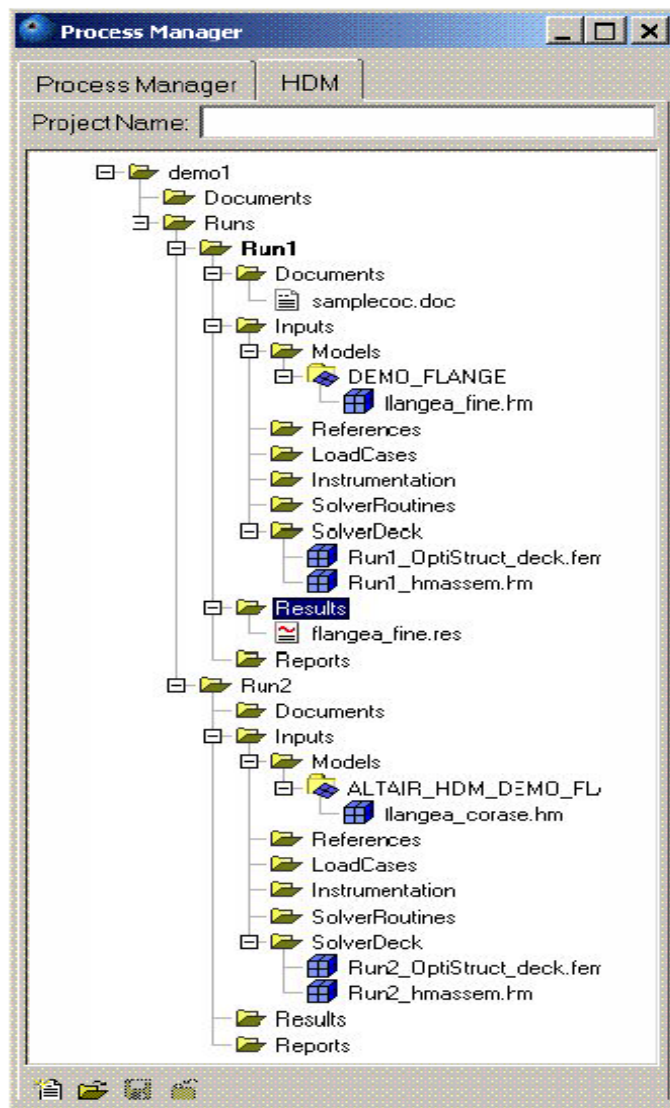 Process Manager
Process Manager HDM
Project Name:
demo1
Documents
Runs
Run1
Documents
samplecoc.doc
Inputs
Models
DEMO_FLANGE
flangea_fine.hm
References
LoadCases
Instrumentation
SolverRoutines
SolverDeck
Run1_OptiStruct_deck.fem
Run1_hmassem.hm
Results
flangea_fine.res
Reports
Run2
Documents
Inputs
Models
ALTAIR_HDM_DEMO_FL
flangea_corase.hm
References
LoadCases
Instrumentation
SolverRoutines
SolverDeck
Run2_OptiStruct_deck.fem
Run2_hmassem.hm
Results
Reports